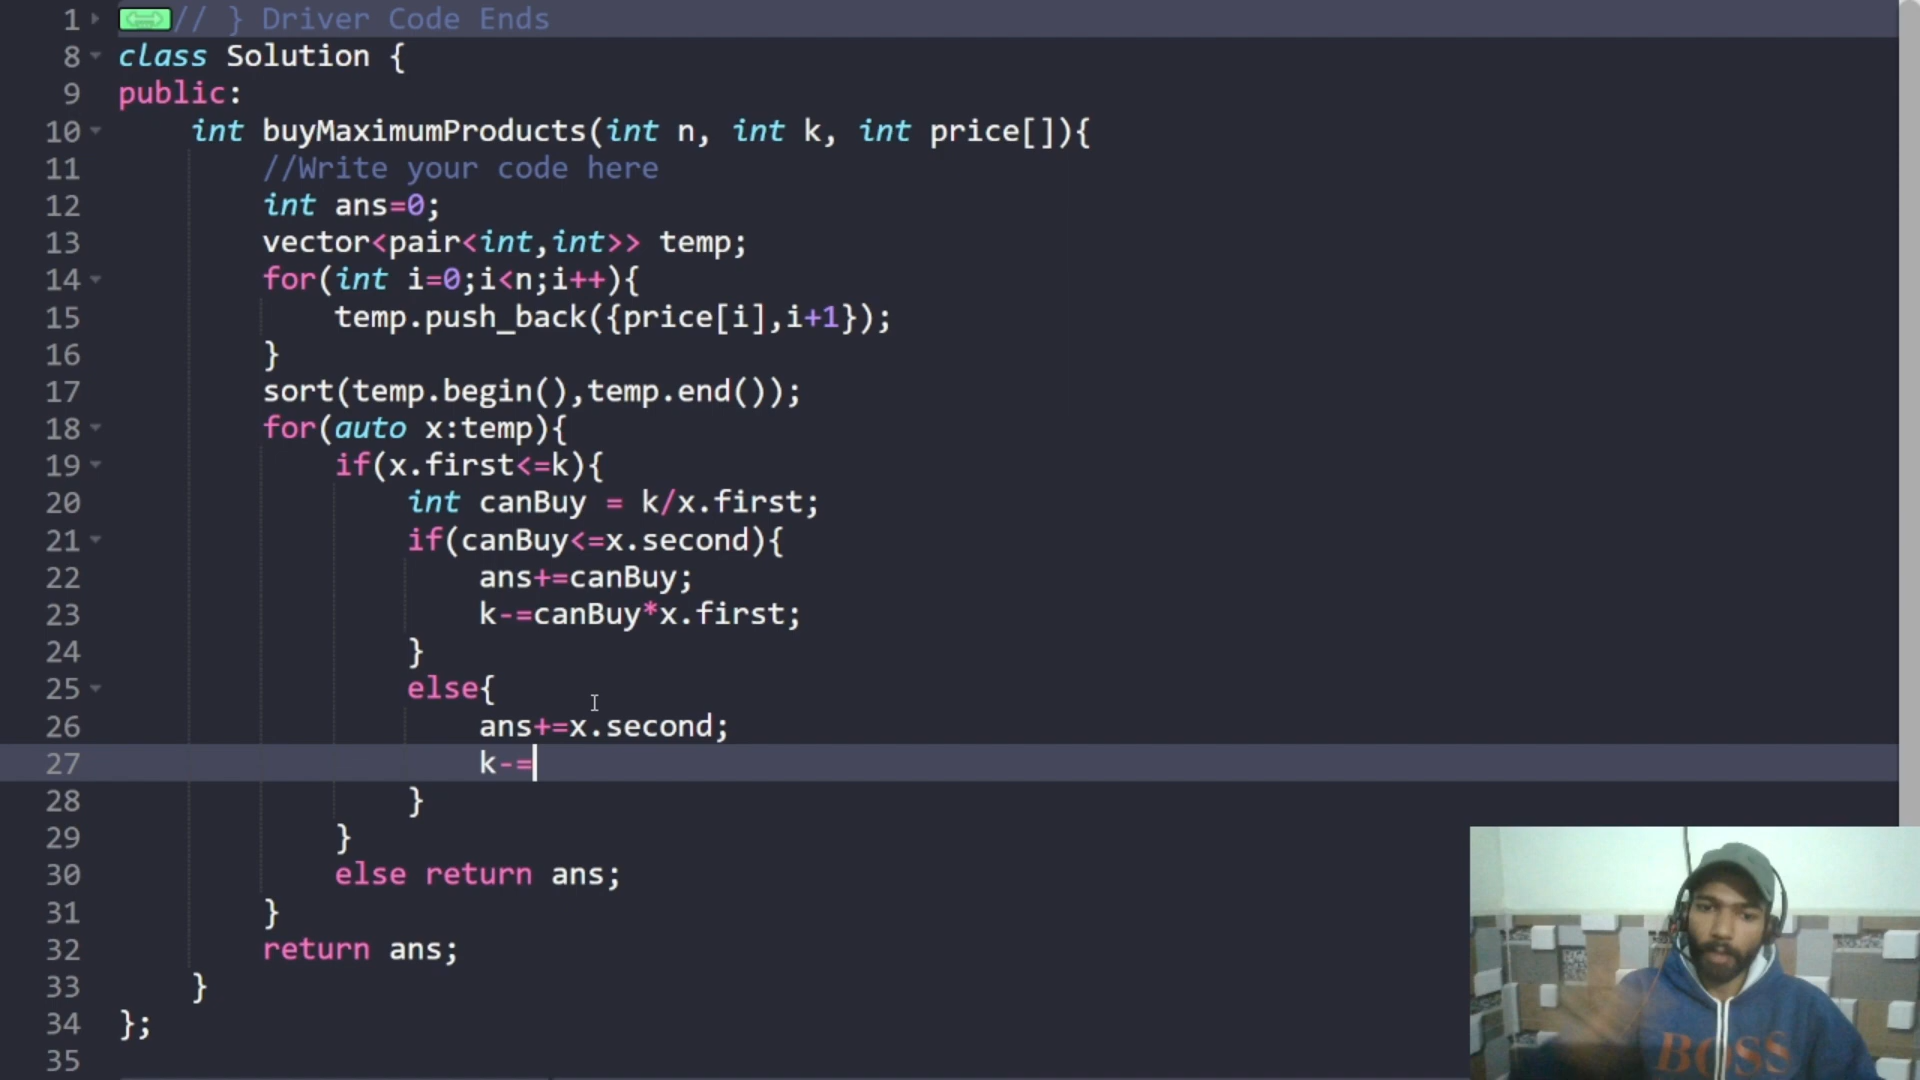 1 // } Driver Code Ends
8 class Solution {
9 public:
10 int buyMaximumProducts(int n, int k, int price[]){
11 //Write your code here
12 int ans=0;
13 vector<pair<int,int>> temp;
14 for(int i=0;i<n;i++){
15 temp.push_back({price[i],i+1});
16 }
17 sort(temp.begin(),temp.end());
18 for(auto x:temp){
19 if(x.first<=k){
20 int canBuy = k/x.first;
21 if(canBuy<=x.second){
22 ans+=canBuy;
23 k-=canBuy*x.first;
24 }
25 else{
26 ans+=x.second;
27 k-=
28 }
29 }
30 else return ans;
31 }
32 return ans;
33 }
34 };
35
BOSS